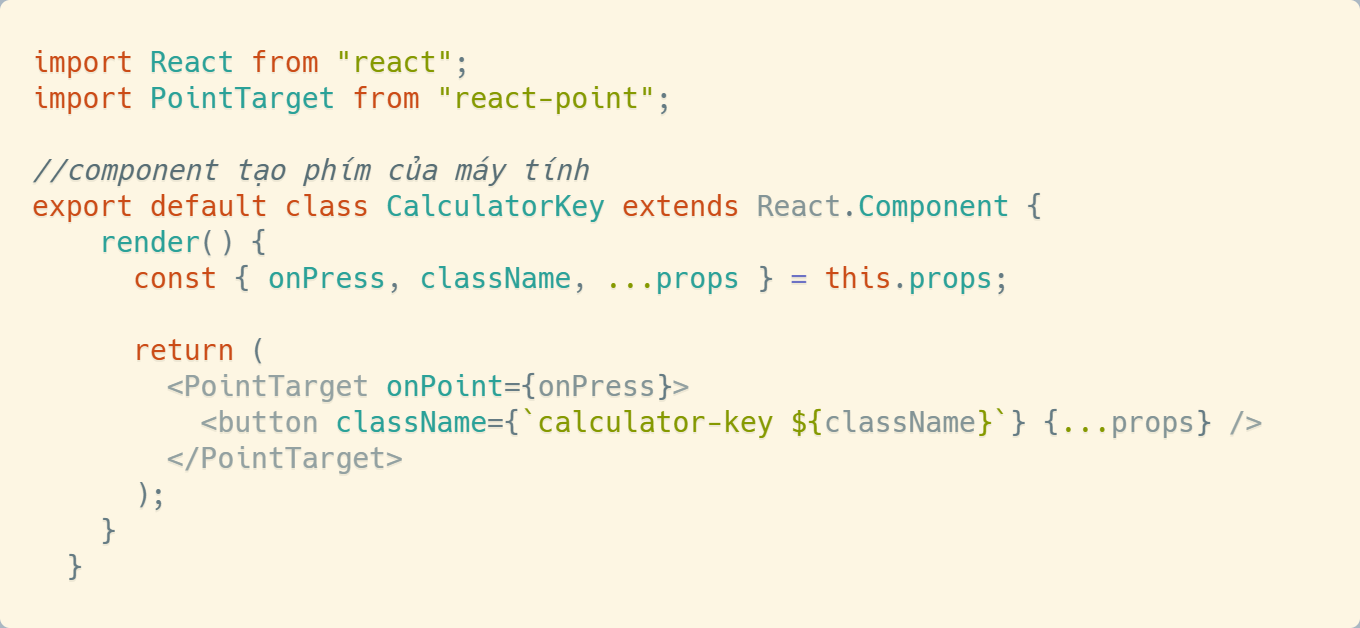 import React from "react";
import PointTarget from "react-point";

//component tạo phím của máy tính
export default class CalculatorKey extends React.Component {
    render() {
      const { onPress, className, ...props } = this.props;

      return (
        <PointTarget onPoint={onPress}>
          <button className={`calculator-key ${className}`} {...props} />
        </PointTarget>
      );
    }
  }